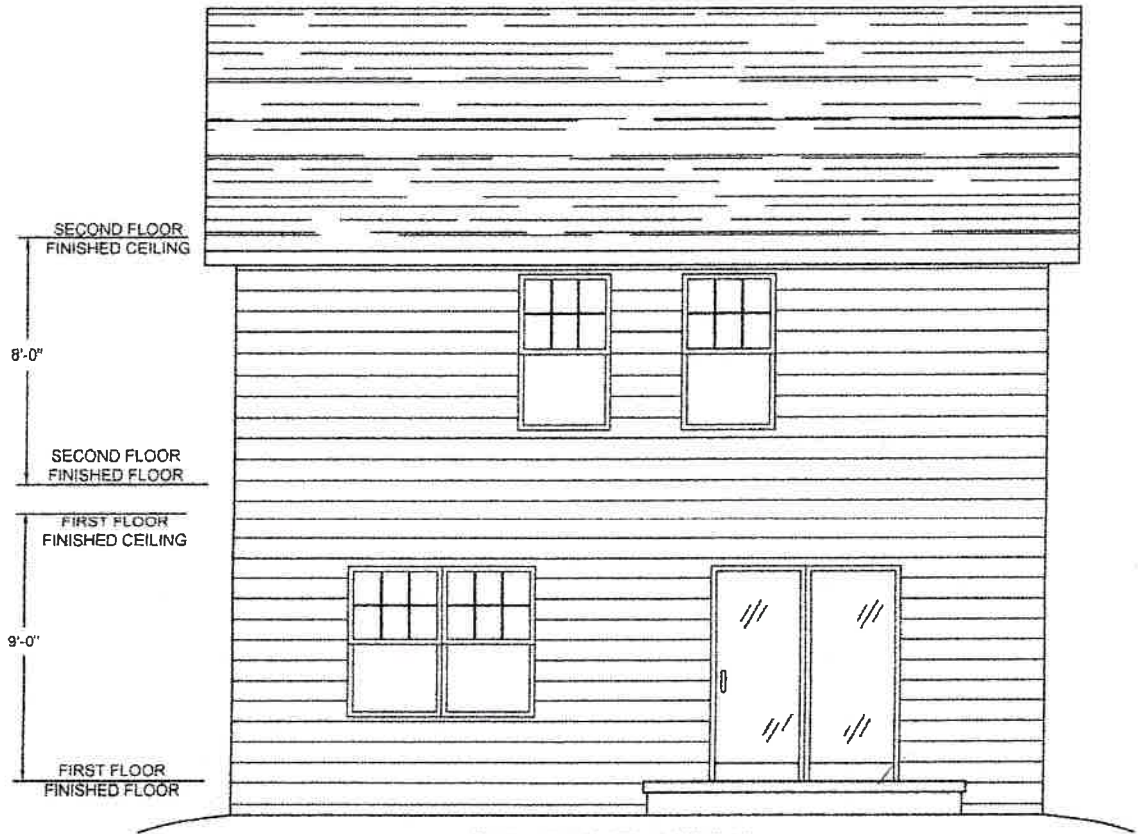 SECOND FLOOR
FINISHED CEILING
8'-0"
SECOND FLOOR
FINISHED FLOOR
FIRST FLOOR
FINISHED CEILING
9'-0"
FIRST FLOOR
FINISHED FLOOR